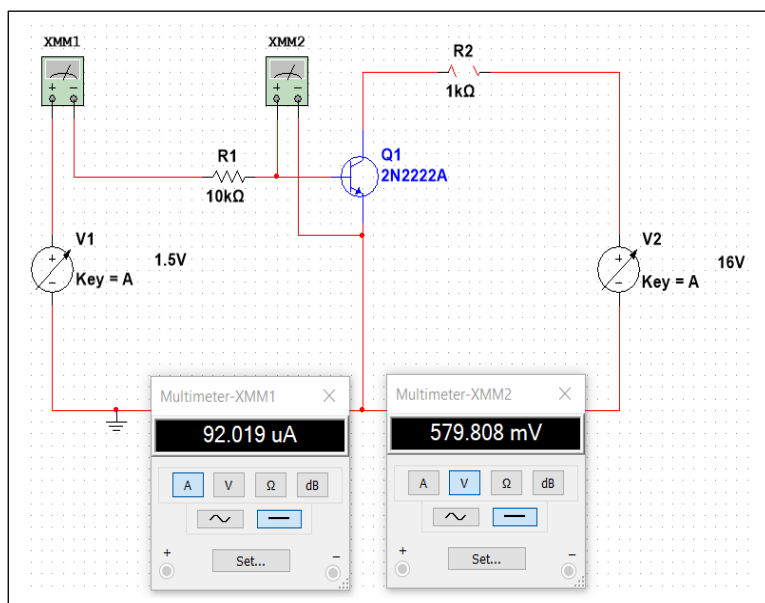 XMM1
XMM2
R2
1kΩ
R1
10kΩ
Q1
2N2222A
V1
1.5V
Key = A
V2
16V
Key = A
Multimeter-XMM1
92.019 uA
A V Ω dB
+ −
Set...
Multimeter-XMM2
579.808 mV
A V Ω dB
+ −
Set...